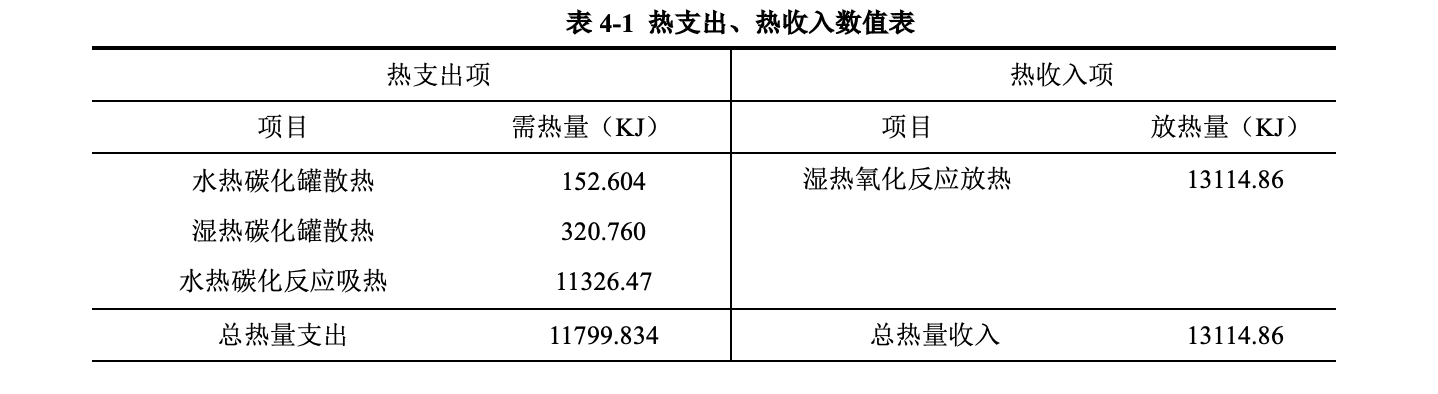 表 4-1 热支出、热收入数值表
热支出项 热收入项
项目 需热量（KJ） 项目 放热量（KJ）
水热碳化罐散热 152.604 湿热氧化反应放热 13114.86
湿热碳化罐散热 320.760
水热碳化反应吸热 11326.47
总热量支出 11799.834 总热量收入 13114.86